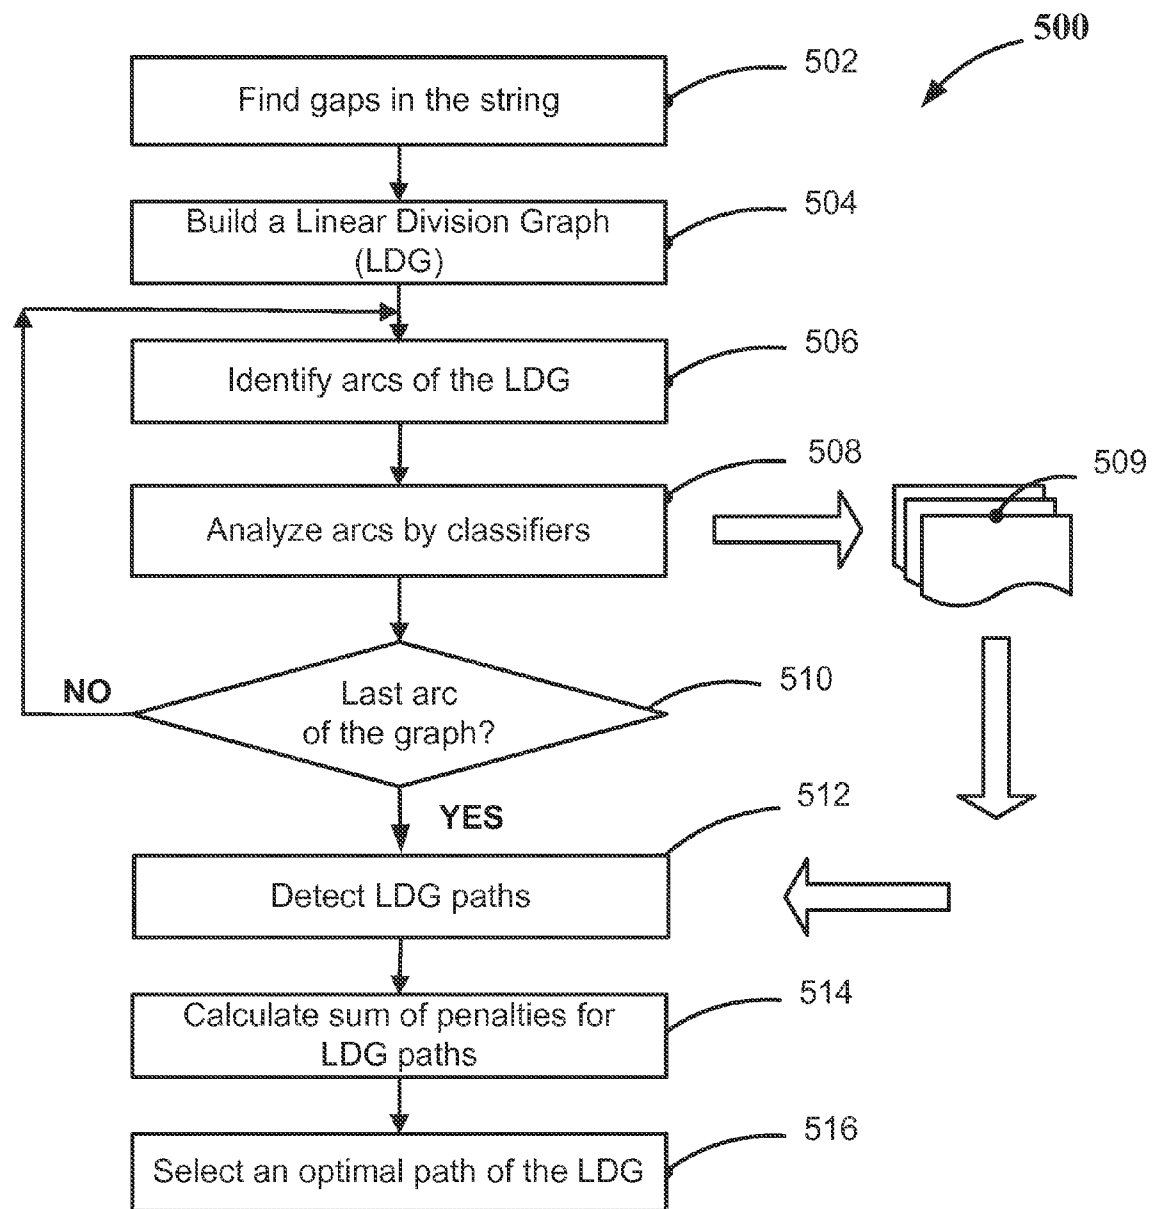 500
502
Find gaps in the string
504
Build a Linear Division Graph
(LDG)
506
Identify arcs of the LDG
508
509
Analyze arcs by classifiers
NO
510
Last arc
of the graph?
512
YES
Detect LDG paths
514
Calculate sum of penalties for
LDG paths
516
Select an optimal path of the LDG